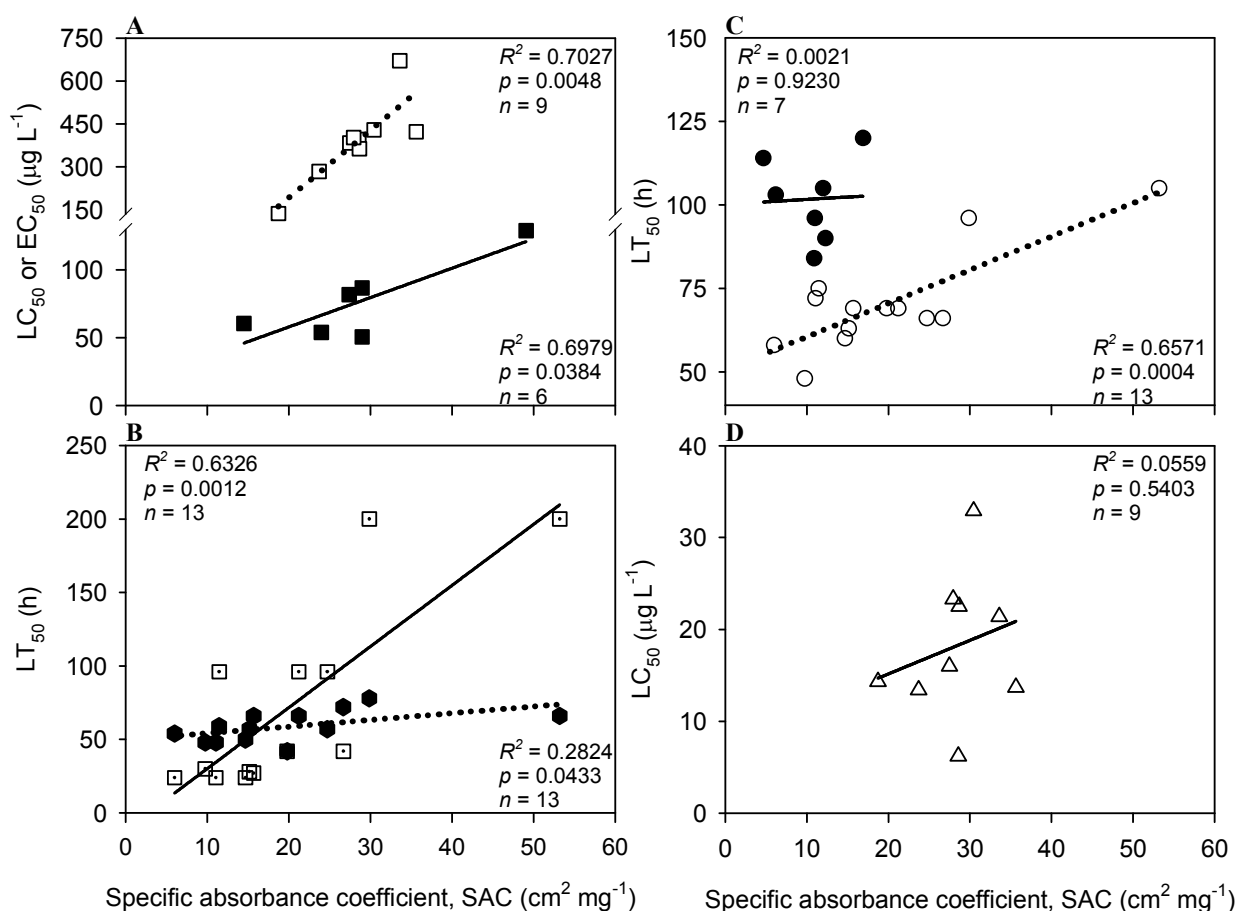 A
750
600
450
300
150
100
50
0
LC50 or EC50 (μg L-1)
R2 = 0.7027
p = 0.0048
n = 9
R2 = 0.6979
p = 0.0384
n = 6
B
250
200
150
100
50
0
LT50 (h)
R2 = 0.6326
p = 0.0012
n = 13
R2 = 0.2824
p = 0.0433
n = 13
0 10 20 30 40 50 60
Specific absorbance coefficient, SAC (cm2 mg-1)
C
150
125
100
75
50
LT50 (h)
R2 = 0.0021
p = 0.9230
n = 7
R2 = 0.6571
p = 0.0004
n = 13
D
40
30
20
10
0
LC50 (μg L-1)
R2 = 0.0559
p = 0.5403
n = 9
0 10 20 30 40 50 60
Specific absorbance coefficient, SAC (cm2 mg-1)